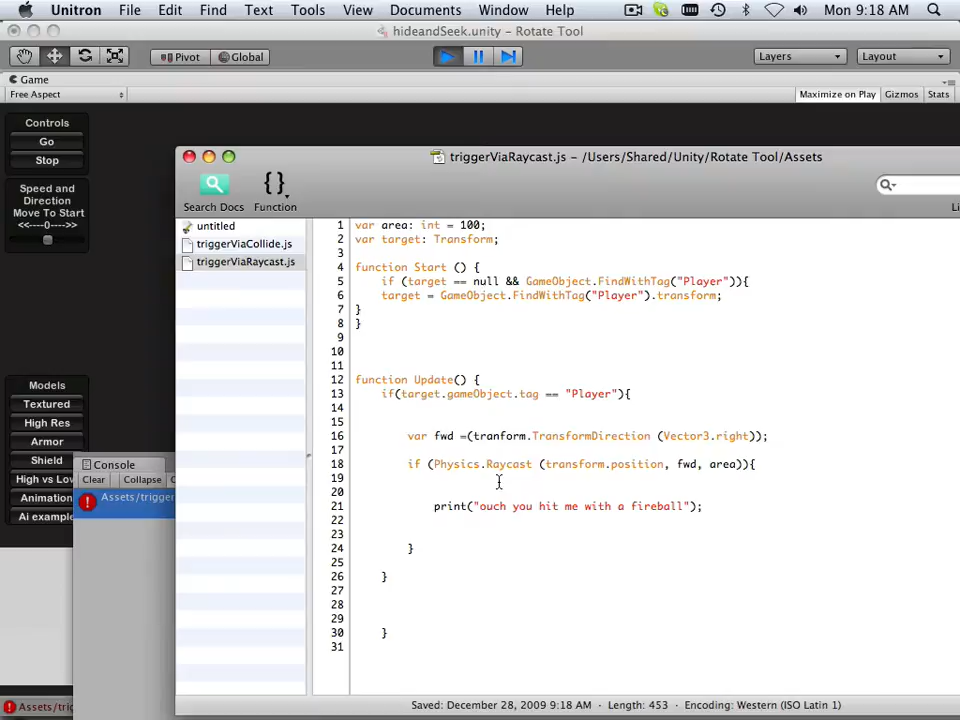 Unitron File Edit Find Text Tools View Documents Window Help Mon 9:18 AM
hideandSeek.unity - Rotate Tool
Pivot Global Layers Layout
Game
Free Aspect Maximize on Play Gizmos Stats
Controls
Go
Stop
Speed and
Direction
Move To Start
<<----0---->>
Models
Textured
High Res
Armor
Shield
High vs Low
Animation
Ai example
Console
Clear Collapse
Assets/trigger
Assets/trig
triggerViaRaycast.js – /Users/Shared/Unity/Rotate Tool/Assets
Search Docs Function
untitled
triggerViaCollide.js
triggerViaRaycast.js
1 var area: int = 100;
2 var target: Transform;
3
4 function Start () {
5 if (target == null && GameObject.FindWithTag("Player")){
6 target = GameObject.FindWithTag("Player").transform;
7 }
8 }
9
10
11
12 function Update() {
13 if(target.gameObject.tag == "Player"){
14
15
16 var fwd =(tranform.TransformDirection (Vector3.right));
17
18 if (Physics.Raycast (transform.position, fwd, area)){
19
20
21 print("ouch you hit me with a fireball");
22
23
24 }
25
26 }
27
28
29
30 }
31
Saved: December 28, 2009 9:18 AM • Length: 453 • Encoding: Western (ISO Latin 1)